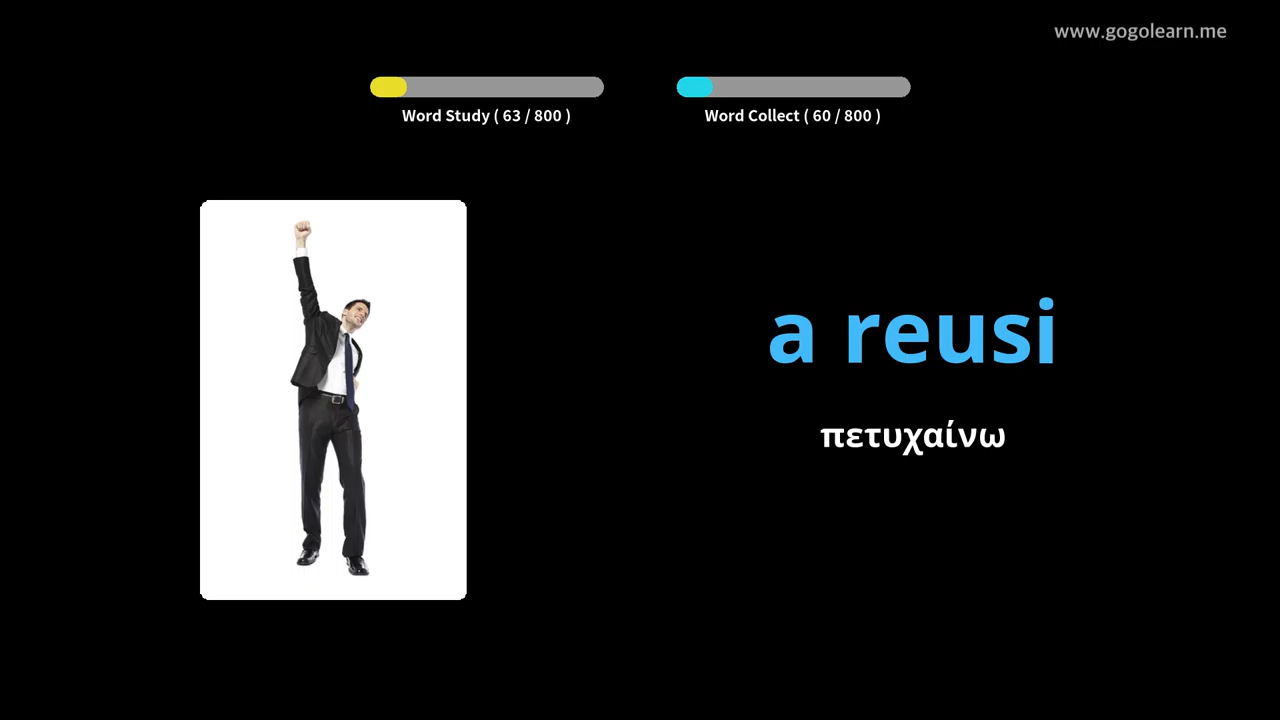 www.gogolearn.me
Word Study ( 63 / 800 )
Word Collect ( 60 / 800 )
a reusi
πετυχαίνω